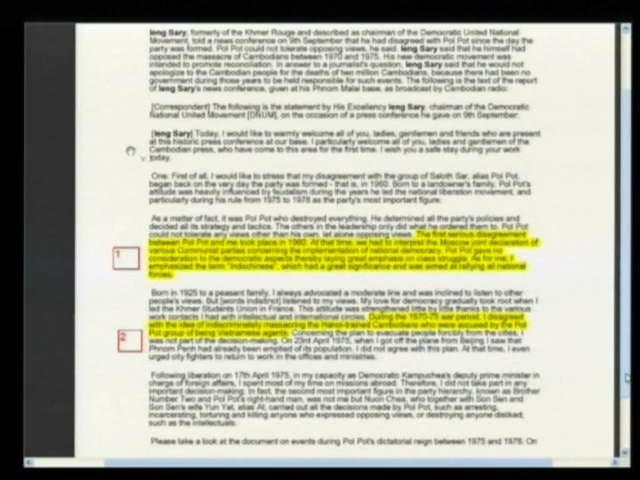 Ieng Sary, formerly of the Khmer Rouge and described as chairman of the Democratic United National
Movement, told a news conference on 9th September that he had disagreed with Pol Pot since the day the
party was formed. Pol Pot could not tolerate opposing views, he said. Ieng Sary said that he himself had
opposed the massacre of Cambodians between 1970 and 1975. His new democratic movement was
intended to promote reconciliation. In answer to a journalist's question, Ieng Sary said that he would not
apologize to the Cambodian people for the deaths of two million Cambodians, because there had been no
government during those years to be held responsible for such events. The following is the text of the report
of Ieng Sary's news conference, given at his Phnom Malai base, as broadcast by Cambodian radio:
[Correspondent] The following is the statement by His Excellency Ieng Sary, chairman of the Democratic
National United Movement [DNUM], on the occasion of a press conference he gave on 9th September:
[Ieng Sary] Today, I would like to warmly welcome all of you, ladies, gentlemen and friends who are present
at this historic press conference at our base. I particularly welcome all of you, ladies and gentlemen of the
Cambodian press, who have come to this area for the first time. I wish you a safe stay during your work
today.
One: First of all, I would like to stress that my disagreement with the group of Saloth Sar, alias Pol Pot,
began back on the very day the party was formed - that is, in 1960. Born to a landowner's family, Pol Pot's
attitude was heavily influenced by feudalism during the years he led the national liberation movement, and
particularly during his rule from 1975 to 1978 as the party's most important figure.
As a matter of fact, it was Pol Pot who destroyed everything. He determined all the party's policies and
decided all its strategy and tactics. The others in the leadership only did what he ordered them to. Pol Pot
could not tolerate any views other than his own, let alone opposing views. The first serious disagreement
between Pol Pot and me took place in 1960. At that time, we had to interpret the Moscow joint declaration of
various Communist parties concerning the implementation of national democracy. Pol Pot gave no
consideration to the democratic aspects thereby laying great emphasis on class struggle. As for me, I
emphasized the term "Indochinese", which had a great significance and was aimed at rallying all national
forces.
1
Born in 1925 to a peasant family, I always advocated a moderate line and was inclined to listen to other
people's views. But [words indistinct] listened to my views. My love for democracy gradually took root when I
led the Khmer Students Union in France. This attitude was strengthened little by little thanks to the various
work contacts I had with intellectual and international circles. During the 1970-75 war period, I disagreed
with the idea of indiscriminately massacring the Hanoi-trained Cambodians who were accused by the Pol
Pot group of being Vietnamese agents. Concerning the plan to evacuate people forcibly from the cities, I
was not part of the decision-making. On 23rd April 1975, when I got off the plane from Beijing I saw that
Phnom Penh had already been emptied of its population. I did not agree with this plan. At that time, I even
urged city fighters to return to work in the offices and ministries.
2
Following liberation on 17th April 1975, in my capacity as Democratic Kampuchea's deputy prime minister in
charge of foreign affairs, I spent most of my time on missions abroad. Therefore, I did not take part in any
important decision-making. In fact, the second most important figure in the party hierarchy, known as Brother
Number Two and Pol Pot's right-hand man, was not me but Nuon Chea, who together with Son Sen and
Son Sen's wife Yun Yat, alias At, carried out all the decisions made by Pol Pot, such as arresting,
incarcerating, torturing and killing anyone who expressed opposing views, or destroying anyone disliked,
such as the intellectuals.
Please take a look at the document on events during Pol Pot's dictatorial reign between 1975 and 1978. On